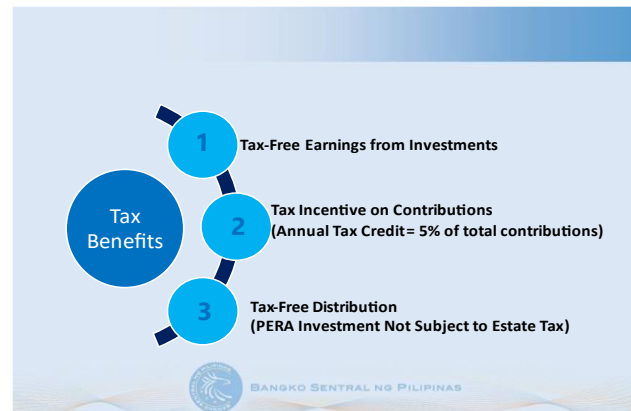 1
Tax-Free Earnings from Investments
Tax
Benefits
2
Tax Incentive on Contributions
(Annual Tax Credit= 5% of total contributions)
3
Tax-Free Distribution
(PERA Investment Not Subject to Estate Tax)
BANGKO SENTRAL NG PILIPINAS